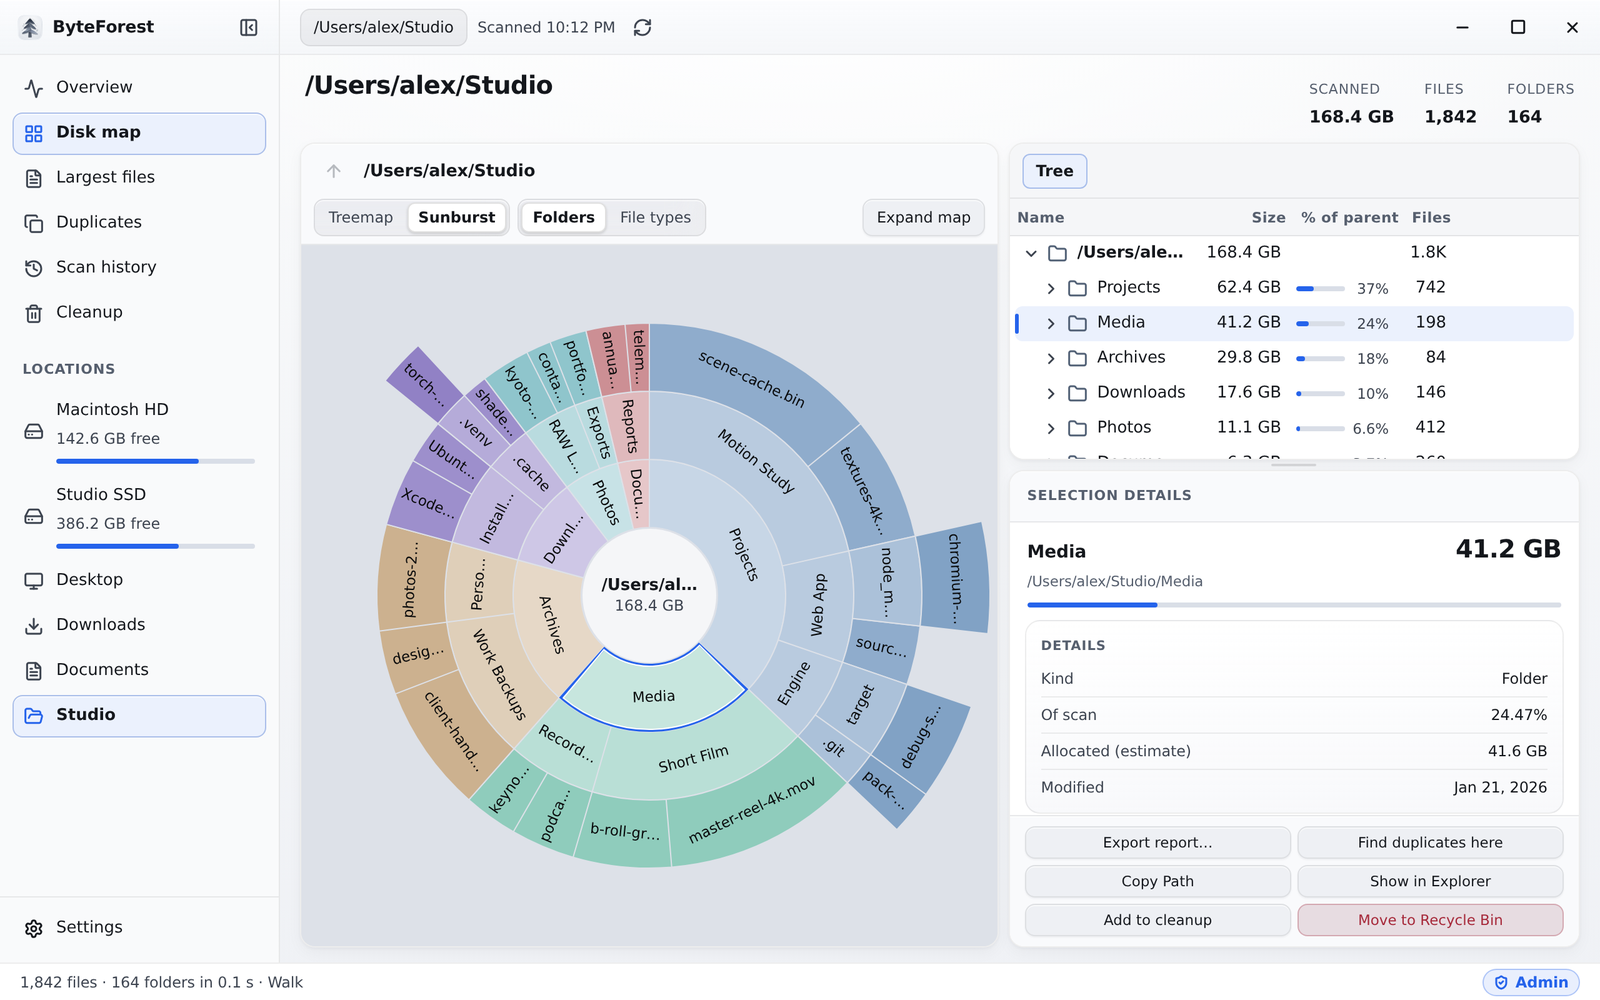 ByteForest
/Users/alex/Studio
Scanned 10:12 PM
Overview
Disk map
Largest files
Duplicates
Scan history
Cleanup
LOCATIONS
Macintosh HD
142.6 GB free
Studio SSD
386.2 GB free
Desktop
Downloads
Documents
Studio
Settings
/Users/alex/Studio
SCANNED FILES FOLDERS
168.4 GB 1,842 164
/Users/alex/Studio
Treemap Sunburst Folders File types Expand map
scene-cache.bin
textures-4k...
Motion Study
Projects
node_m...
chromium-...
Web App
sourc...
Engine
target
debug-s...
.git
pack-...
Media
Short Film
Record...
master-reel-4k.mov
b-roll-gr...
podca...
keyno...
Archives
Work Backups
Perso...
client-hand...
desig...
photos-2...
Downl...
Install...
.cache
Xcode...
Ubunt...
.venv
torch-...
shade...
Photos
RAW L...
Exports
kyoto-...
conta...
portfo...
Docu...
Reports
annua...
telem...
/Users/al...
168.4 GB
Tree
Name Size % of parent Files
/Users/ale... 168.4 GB 1.8K
Projects 62.4 GB 37% 742
Media 41.2 GB 24% 198
Archives 29.8 GB 18% 84
Downloads 17.6 GB 10% 146
Photos 11.1 GB 6.6% 412
SELECTION DETAILS
Media 41.2 GB
/Users/alex/Studio/Media
DETAILS
Kind Folder
Of scan 24.47%
Allocated (estimate) 41.6 GB
Modified Jan 21, 2026
Export report... Find duplicates here
Copy Path Show in Explorer
Add to cleanup Move to Recycle Bin
1,842 files · 164 folders in 0.1 s · Walk
Admin